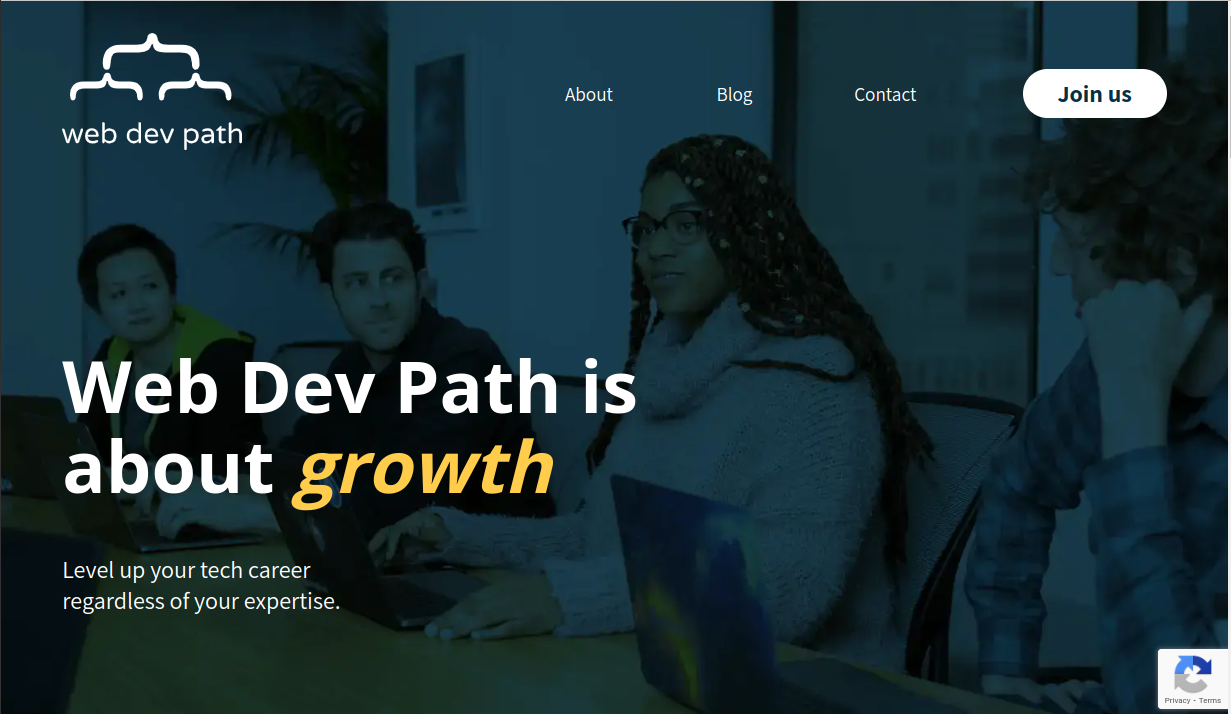 web dev path
About
Blog
Contact
Join us
Web Dev Path is
about growth
Level up your tech career
regardless of your expertise.
Privacy - Terms